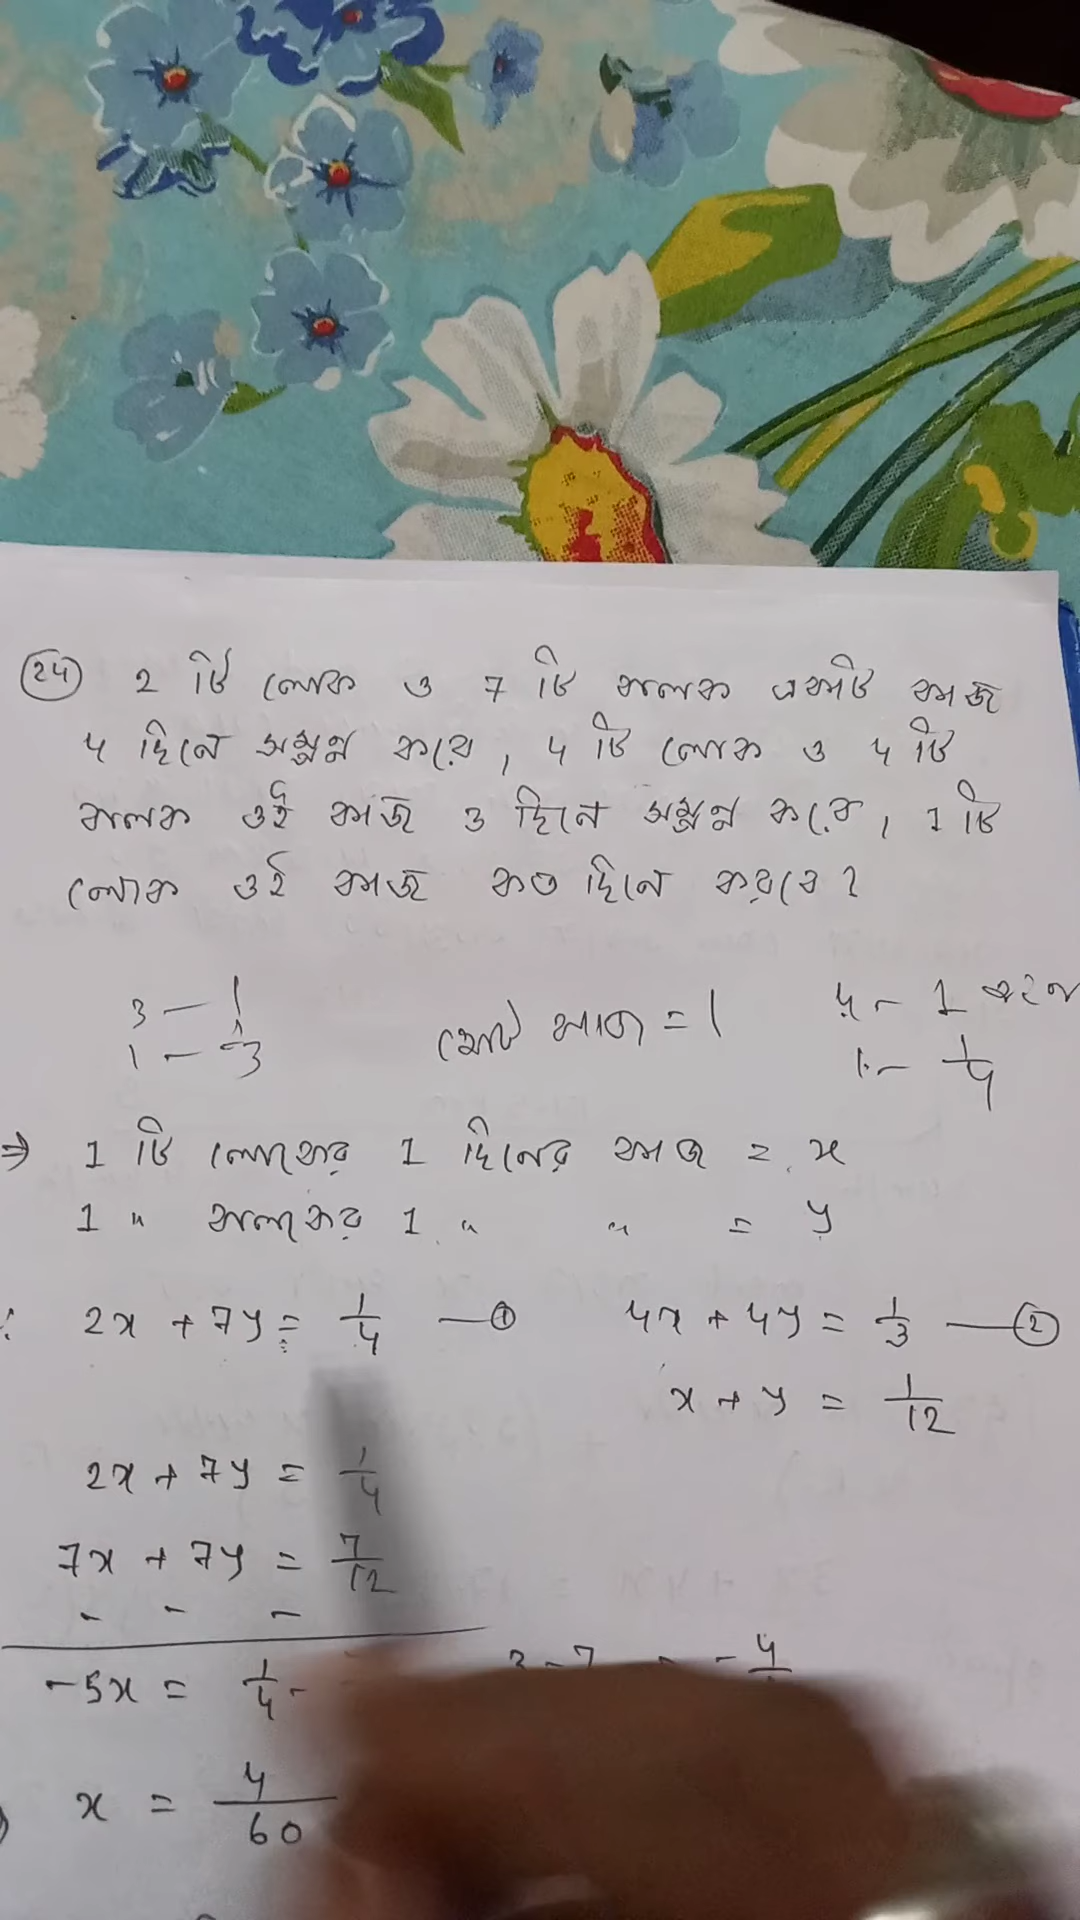 24 2 টি লোক ও 7 টি বালক একটি কাজ
4 দিনে সম্পন্ন করে, 4 টি লোক ও 4 টি
বালক ওই কাজ 3 দিনে সম্পন্ন করে, 1 টি
লোক ওই কাজ কত দিনে করবে?
3 — 1
1 — 1/3
মোট কাজ = 1
4 — 1 অংশ
1 — 1/4
⇒ 1 টি লোকের 1 দিনের কাজ = x
1 " বালকের 1 " " = y
∴ 2x + 7y = 1/4 — ①
4x + 4y = 1/3 — ②
x + y = 1/12
2x + 7y = 1/4
7x + 7y = 7/12
- - -
-5x = 1/4 -
3-7
- 4
x = 4/60